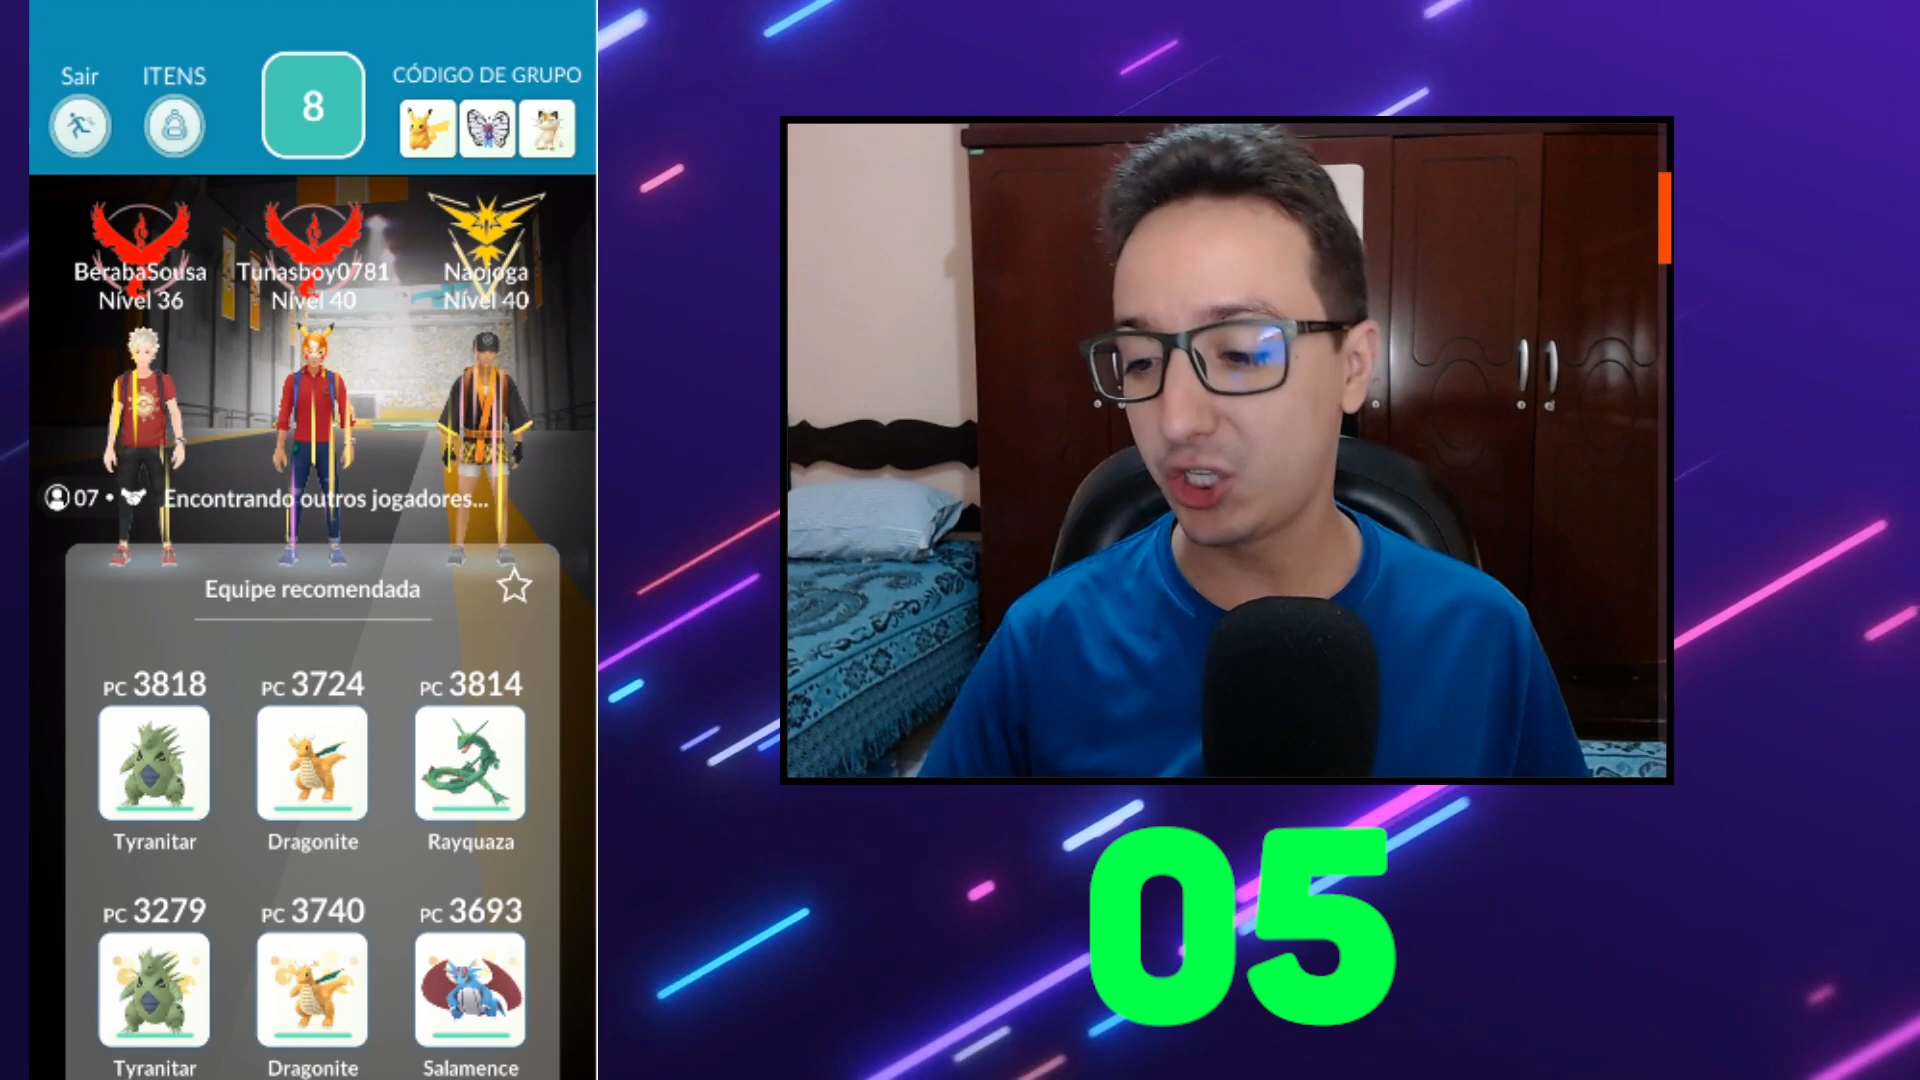 Sair
ITENS
8
CÓDIGO DE GRUPO
BerabaSousa
Nível 36
Tunasboy0781
Nível 40
Naojoga
Nível 40
07 • Encontrando outros jogadores...
Equipe recomendada
PC 3818
PC 3724
PC 3814
Tyranitar
Dragonite
Rayquaza
PC 3279
PC 3740
PC 3693
Tyranitar
Dragonite
Salamence
05